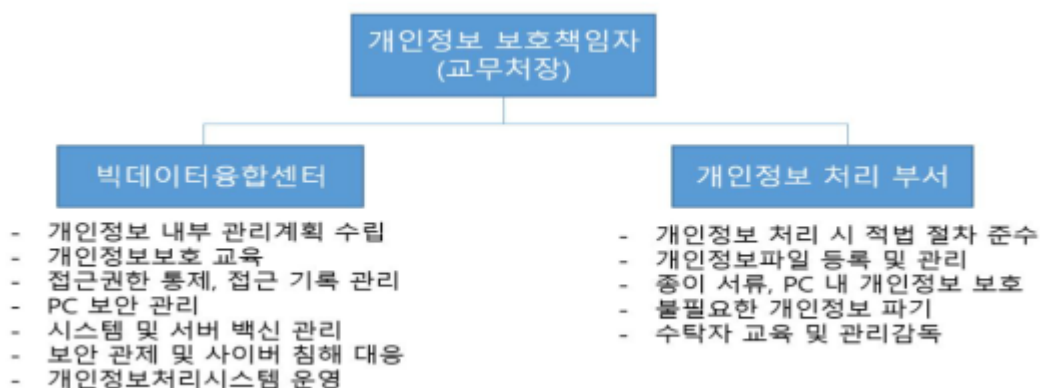 개인정보 보호책임자
(교무처장)
빅데이터융합센터
- 개인정보 내부 관리계획 수립
- 개인정보보호 교육
- 접근권한 통제, 접근 기록 관리
- PC 보안 관리
- 시스템 및 서버 백신 관리
- 보안 관제 및 사이버 침해 대응
- 개인정보처리시스템 운영
개인정보 처리 부서
- 개인정보 처리 시 적법 절차 준수
- 개인정보파일 등록 및 관리
- 종이 서류, PC 내 개인정보 보호
- 불필요한 개인정보 파기
- 수탁자 교육 및 관리감독